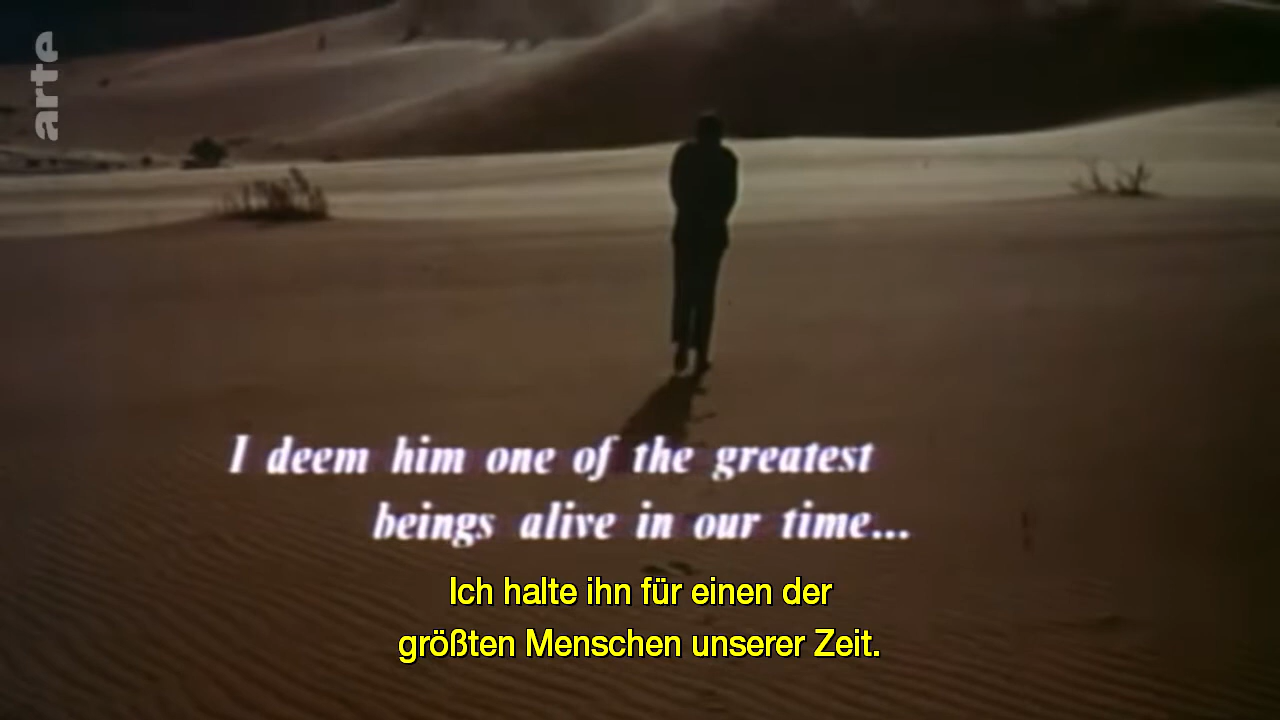 arte
I deem him one of the greatest
beings alive in our time...
Ich halte ihn für einen der
größten Menschen unserer Zeit.